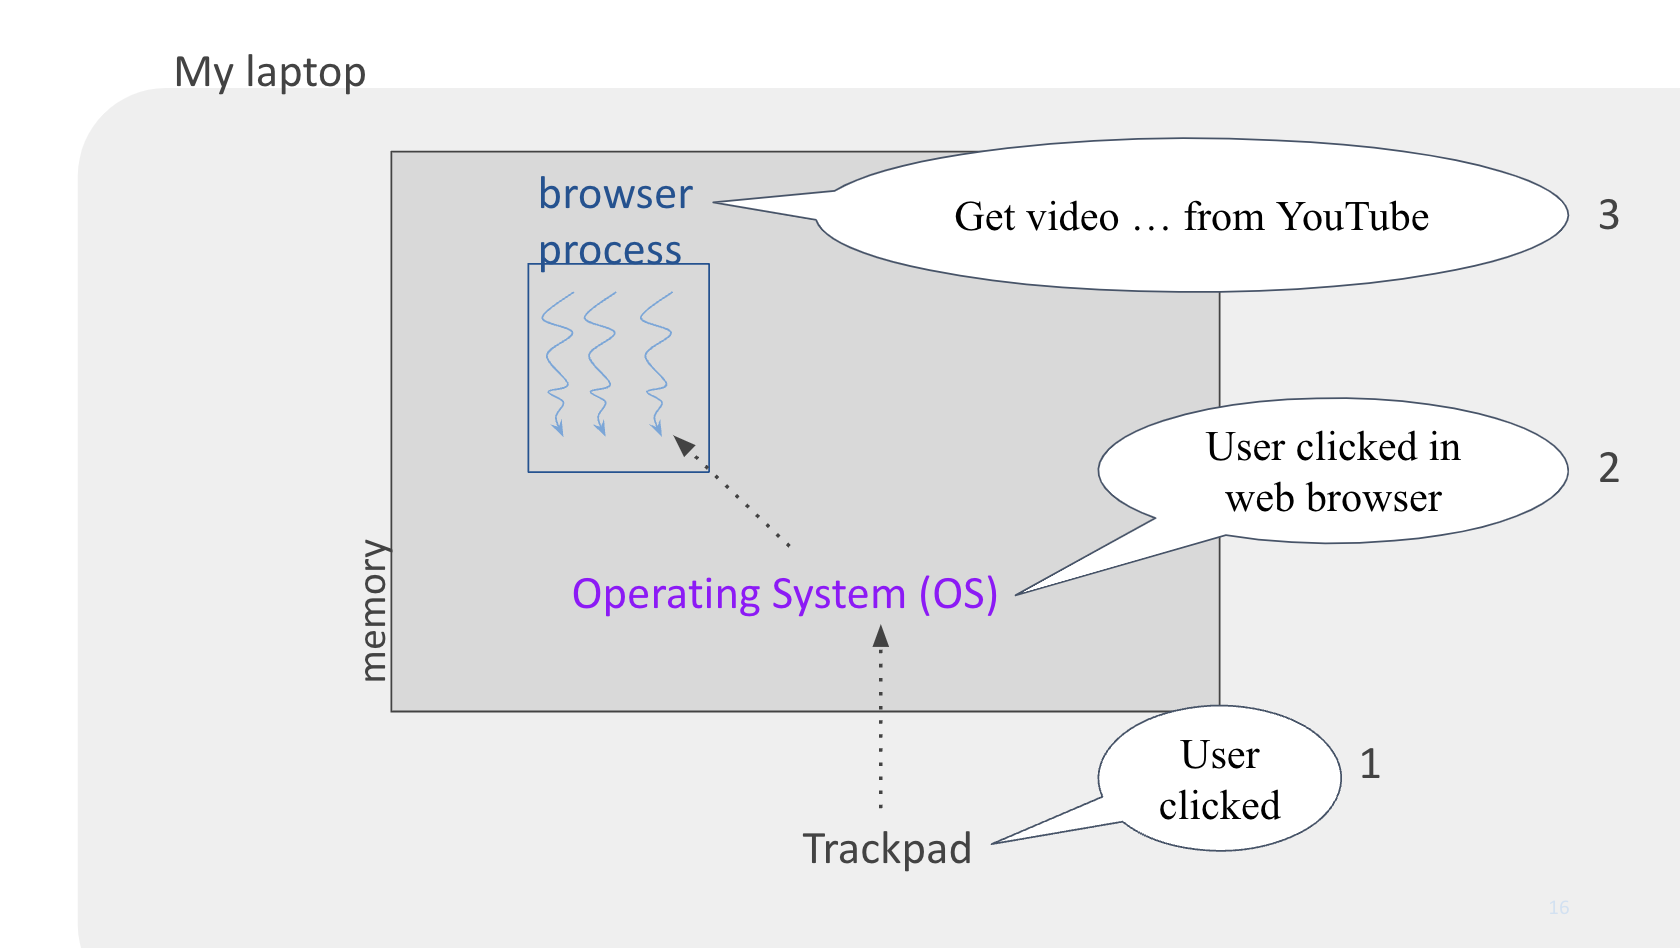 My laptop
browser
process
Get video … from YouTube
3
User clicked in
web browser
2
memory
Operating System (OS)
User
clicked
1
Trackpad
16